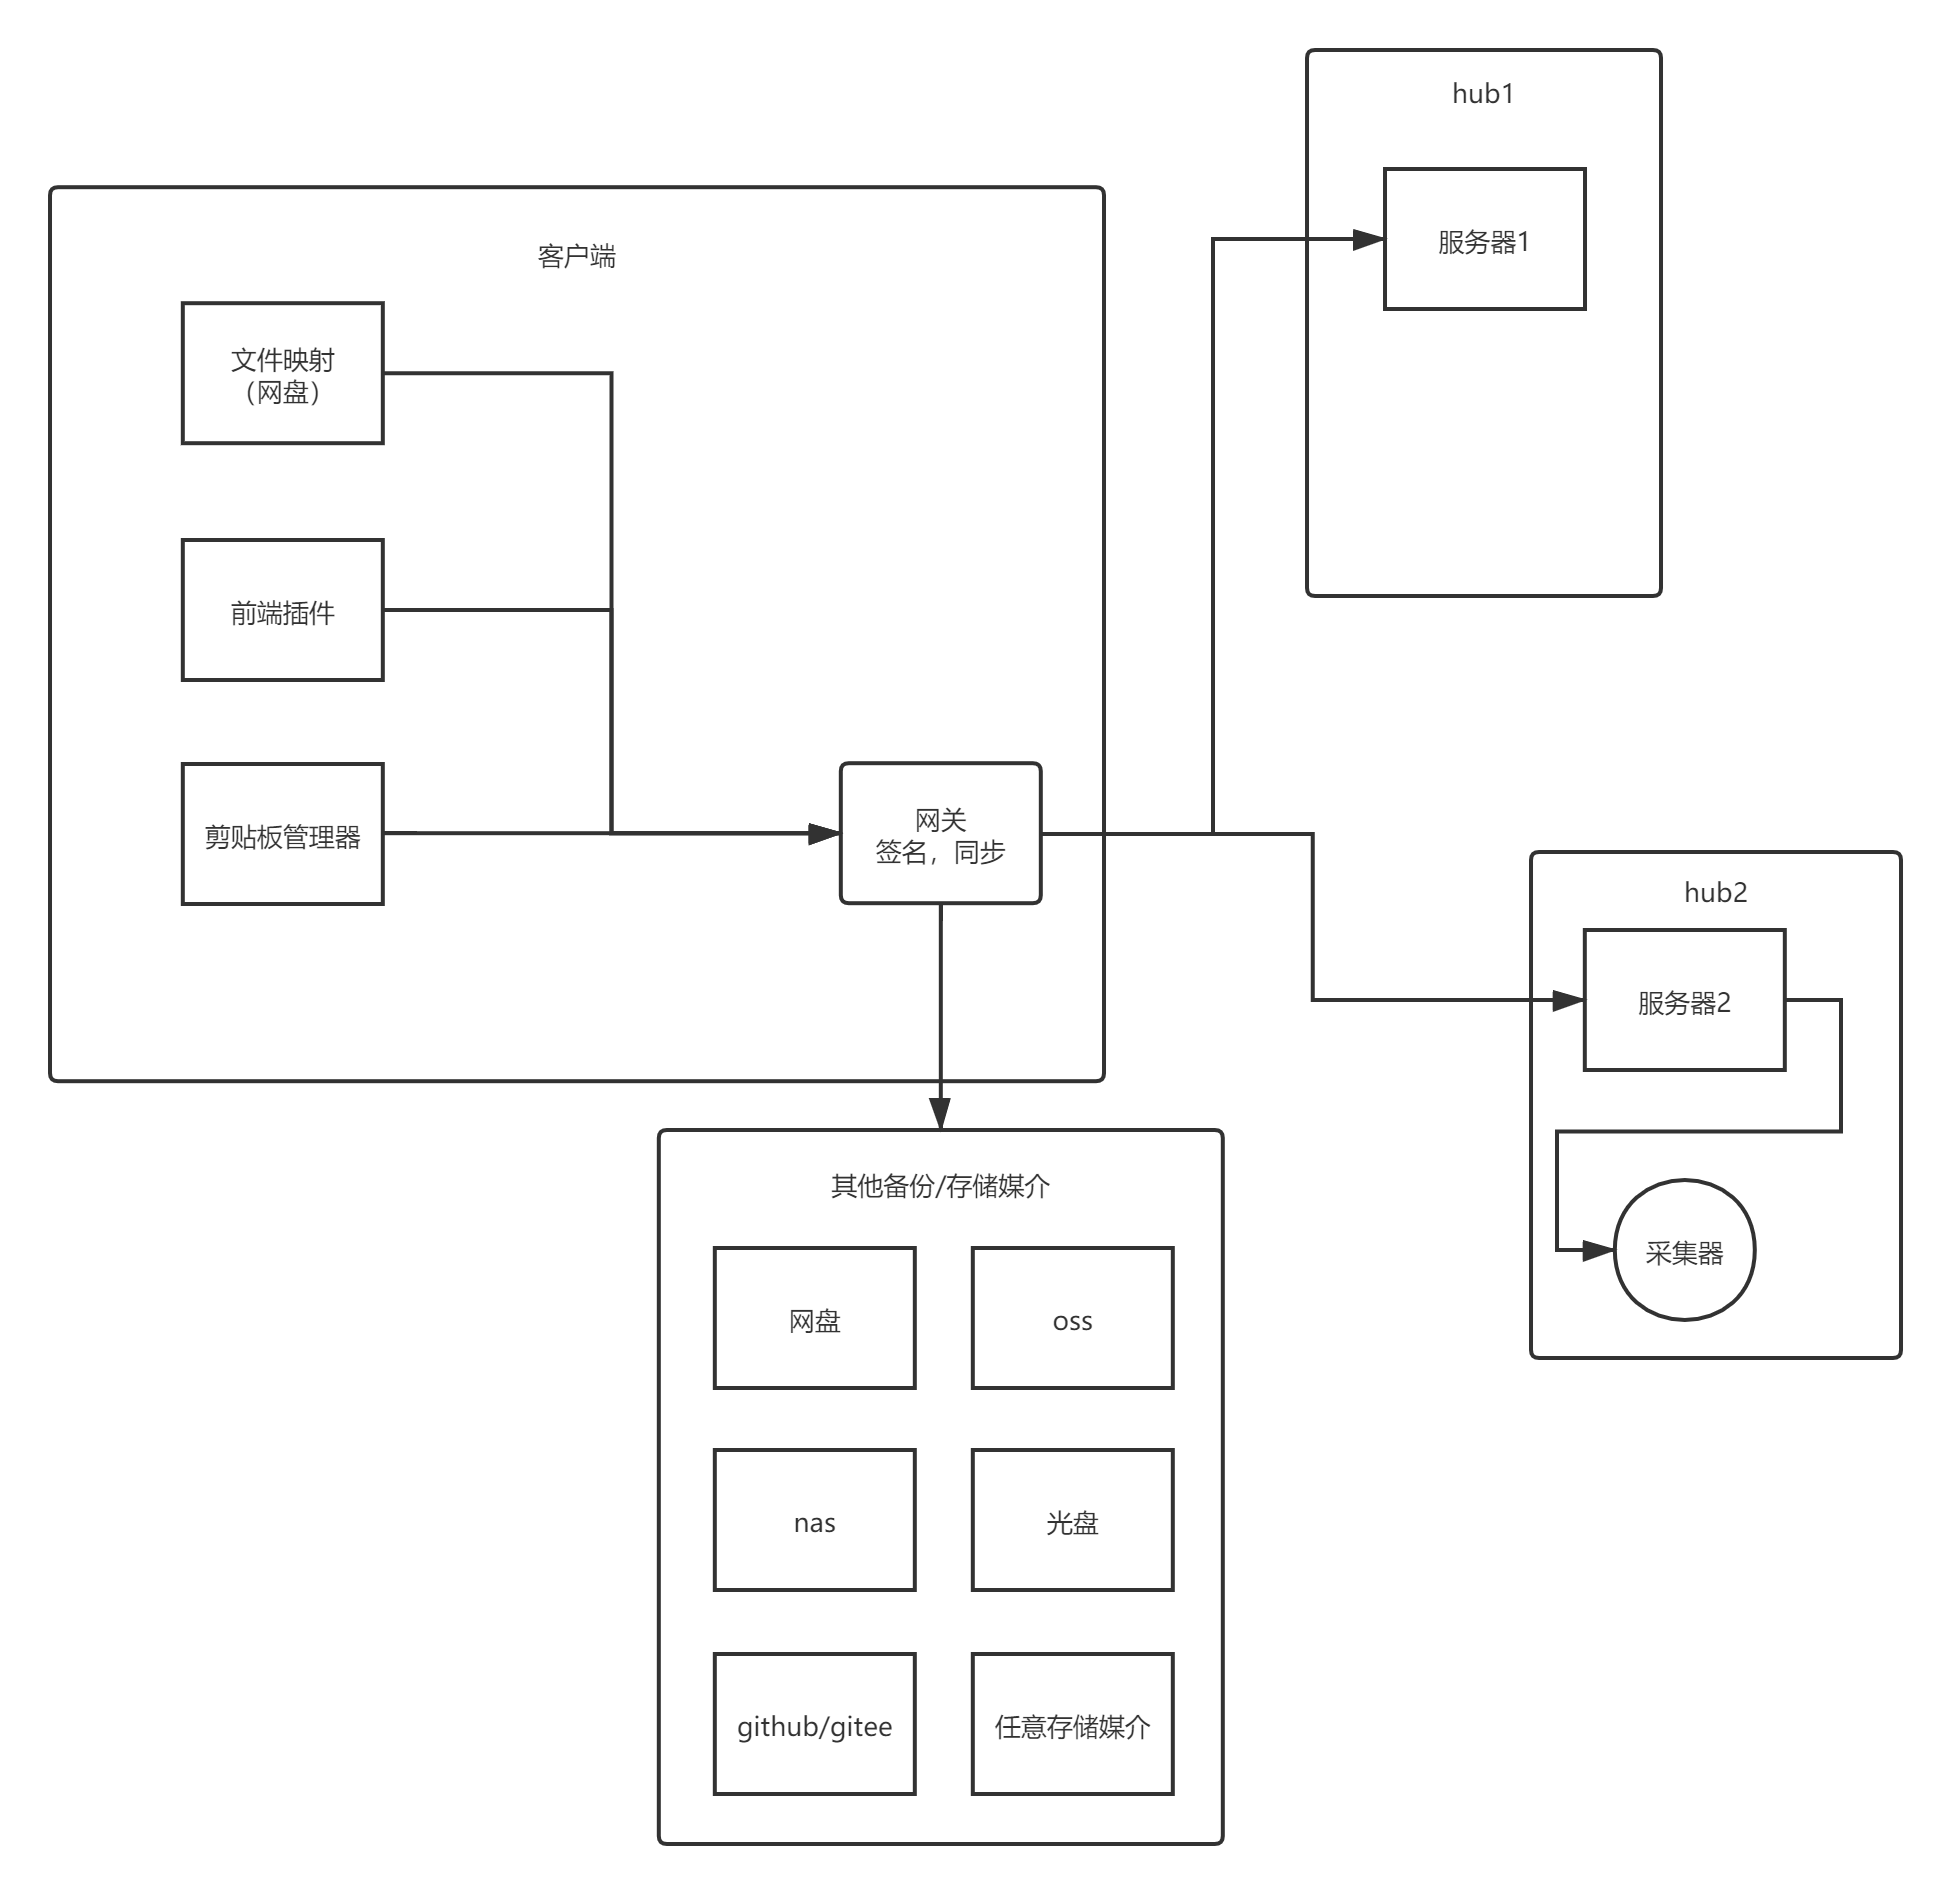 hub1
服务器1
客户端
文件映射
（网盘）
前端插件
剪贴板管理器
网关
签名，同步
hub2
服务器2
采集器
其他备份/存储媒介
网盘
oss
nas
光盘
github/gitee
任意存储媒介